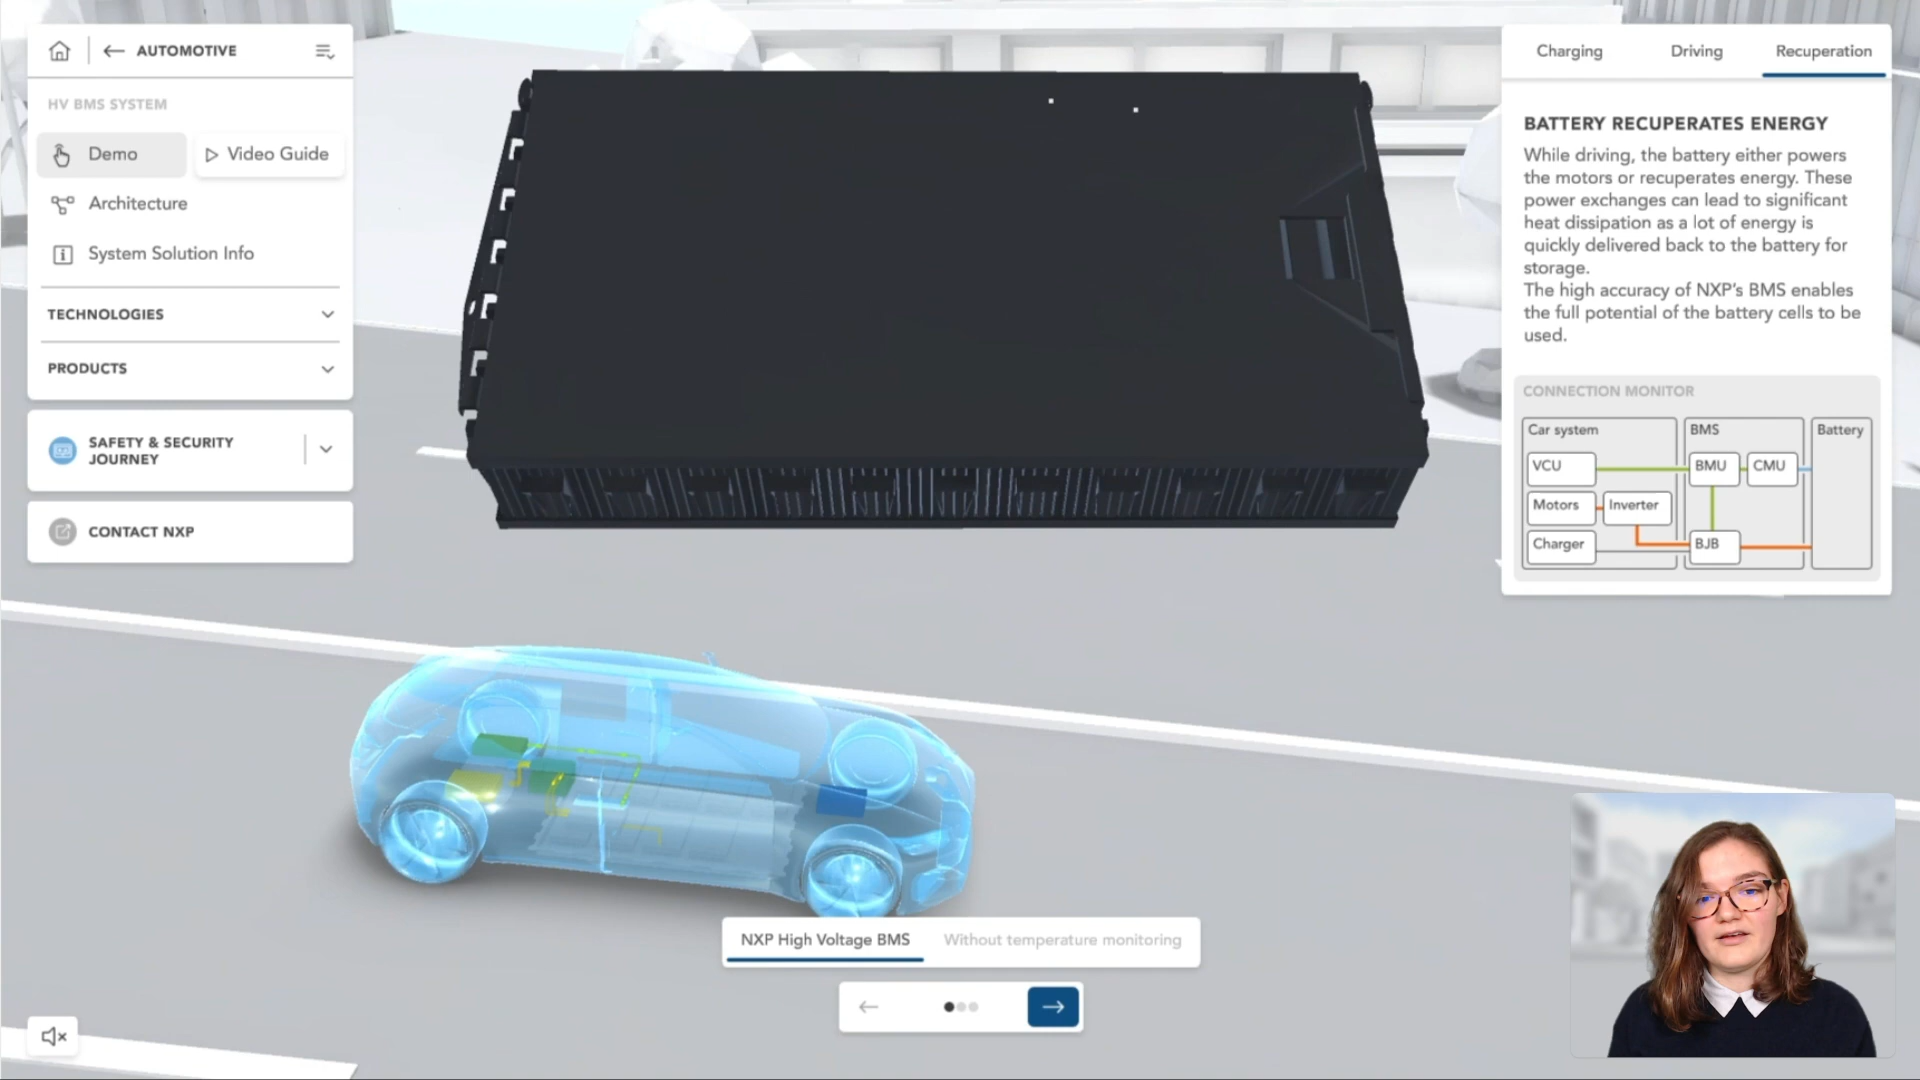 AUTOMOTIVE
HV BMS SYSTEM
Demo
Video Guide
Architecture
System Solution Info
TECHNOLOGIES
PRODUCTS
SAFETY & SECURITY
JOURNEY
CONTACT NXP
Charging
Driving
Recuperation
BATTERY RECUPERATES ENERGY
While driving, the battery either powers
the motors or recuperates energy. These
power exchanges can lead to significant
heat dissipation as a lot of energy is
quickly delivered back to the battery for
storage.
The high accuracy of NXP's BMS enables
the full potential of the battery cells to be
used.
CONNECTION MONITOR
Car system
BMS
Battery
VCU
BMU
CMU
Motors
Inverter
Charger
BJB
NXP High Voltage BMS
Without temperature monitoring